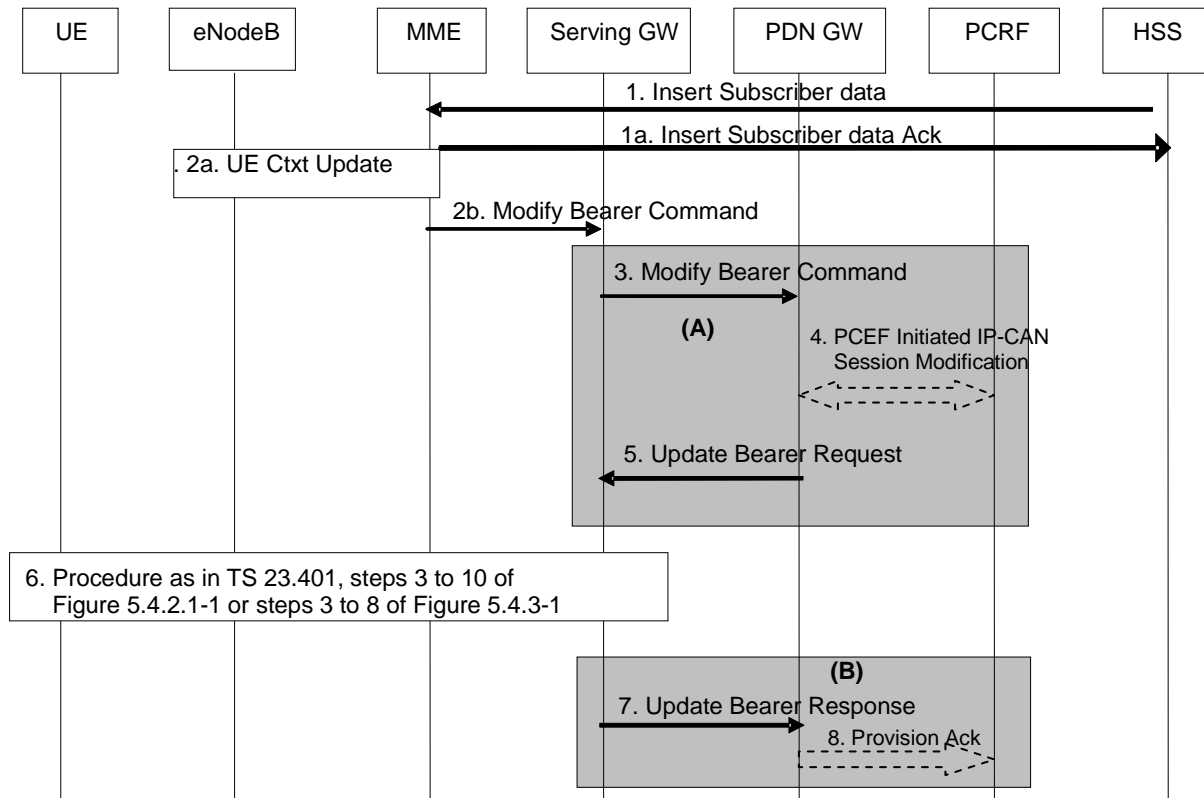 UE
eNodeB
MME
Serving GW
PDN GW
PCRF
HSS
1. Insert Subscriber data
1a. Insert Subscriber data Ack
. 2a. UE Ctxt Update
2b. Modify Bearer Command
3. Modify Bearer Command
(A)
4. PCEF Initiated IP-CAN
Session Modification
5. Update Bearer Request
6. Procedure as in TS 23.401, steps 3 to 10 of
Figure 5.4.2.1-1 or steps 3 to 8 of Figure 5.4.3-1
(B)
7. Update Bearer Response
8. Provision Ack